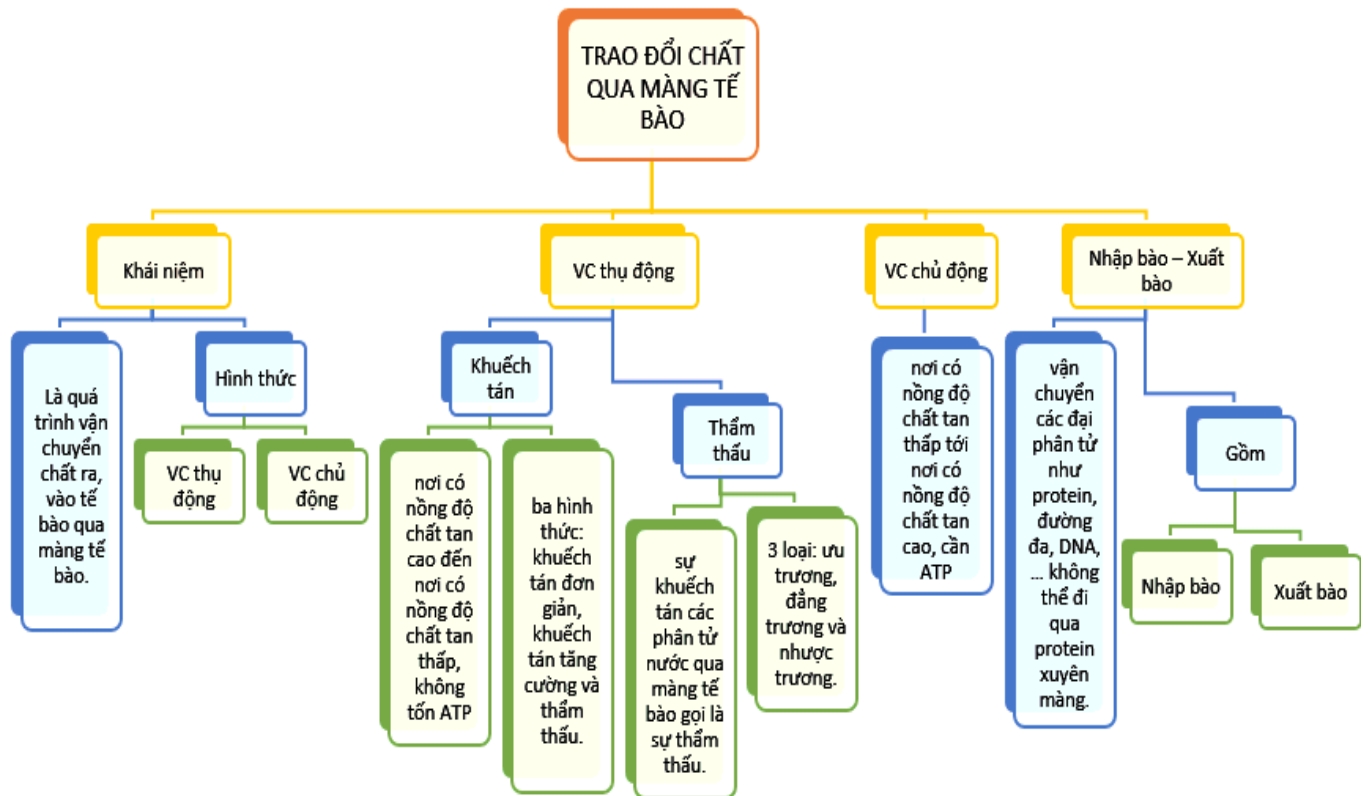 TRAO ĐỔI CHẤT
QUA MÀNG TẾ
BÀO
Khái niệm
Là quá
trình vận
chuyển
chất ra,
vào tế
bào qua
màng tế
bào.
Hình thức
VC thụ
động
VC chủ
động
VC thụ động
Khuếch
tán
nơi có
nồng độ
chất tan
cao đến
nơi có
nồng độ
chất tan
thấp,
không
tốn ATP
ba hình
thức:
khuếch
tán đơn
giản,
khuếch
tán tăng
cường và
thẩm
thấu.
Thẩm
thấu
sự
khuếch
tán các
phân tử
nước qua
màng tế
bào gọi là
sự thẩm
thấu.
3 loại: ưu
trương,
đẳng
trương và
nhược
trương.
VC chủ động
nơi có
nồng độ
chất tan
thấp tới
nơi có
nồng độ
chất tan
cao, cần
ATP
Nhập bào – Xuất
bào
vận
chuyển
các đại
phân tử
như
protein,
đường
đa, DNA,
... không
thể đi
qua
protein
xuyên
màng.
Gồm
Nhập bào
Xuất bào